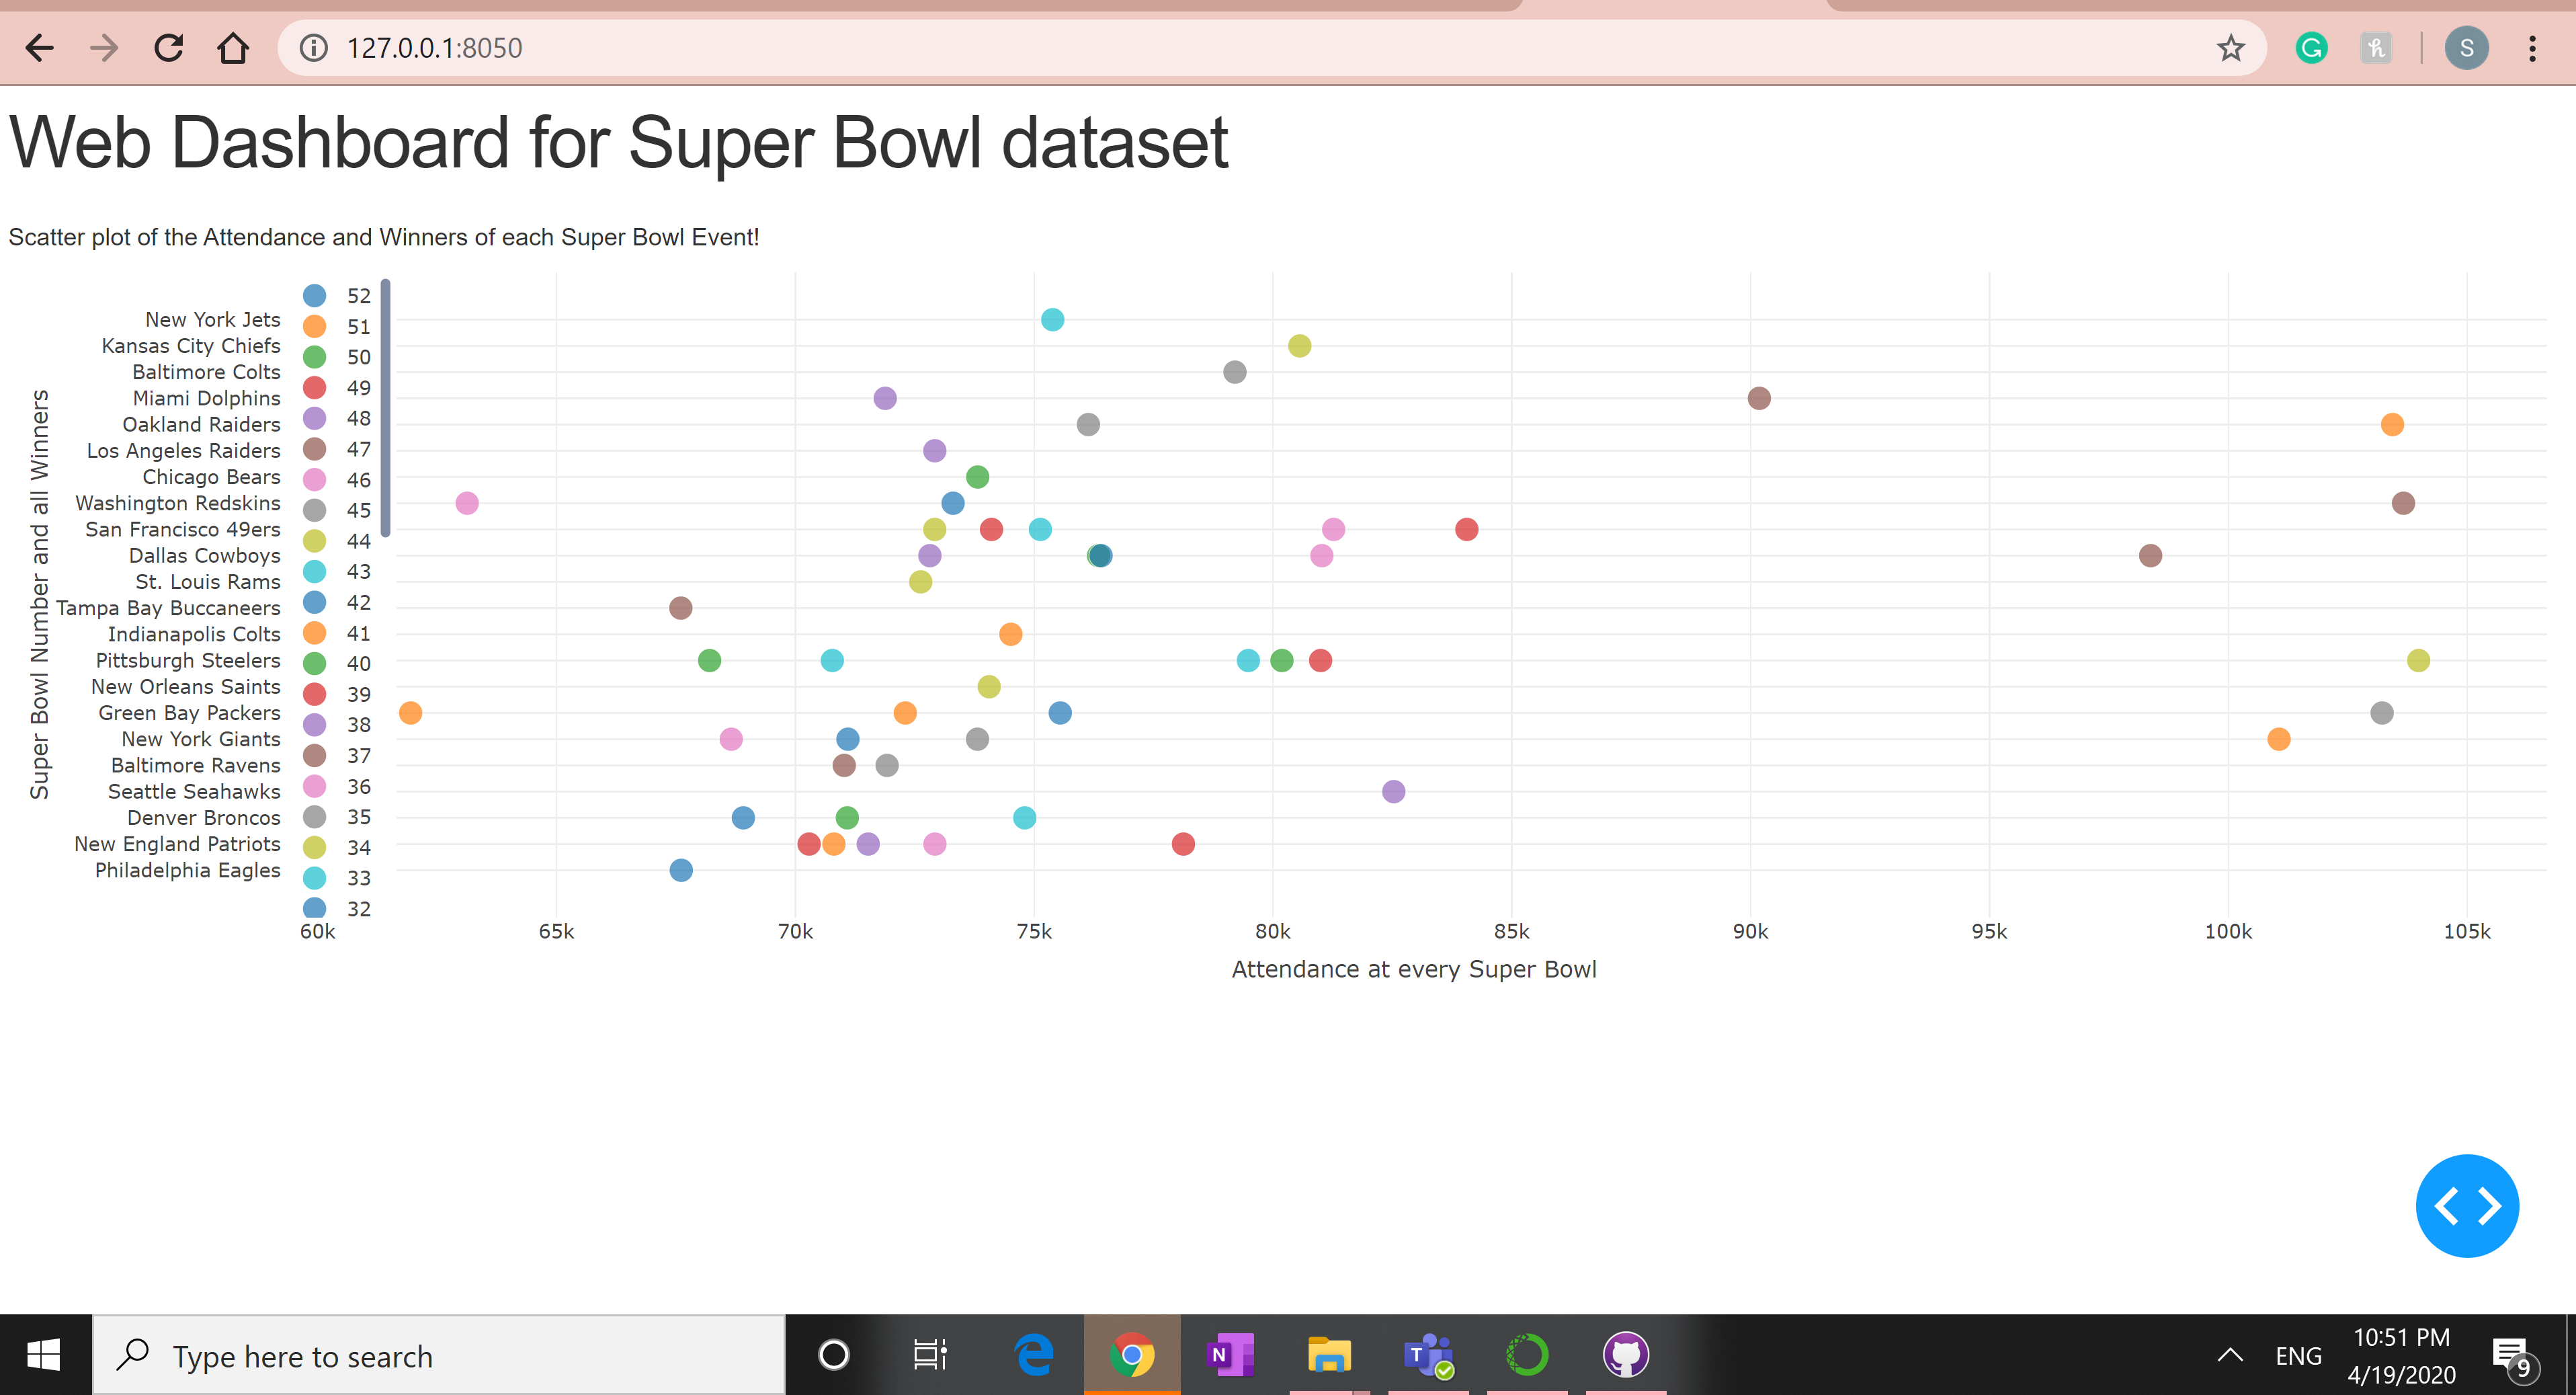 127.0.0.1:8050
S
Web Dashboard for Super Bowl dataset
Scatter plot of the Attendance and Winners of each Super Bowl Event!
Super Bowl Number and all Winners
New York Jets
Kansas City Chiefs
Baltimore Colts
Miami Dolphins
Oakland Raiders
Los Angeles Raiders
Chicago Bears
Washington Redskins
San Francisco 49ers
Dallas Cowboys
St. Louis Rams
Tampa Bay Buccaneers
Indianapolis Colts
Pittsburgh Steelers
New Orleans Saints
Green Bay Packers
New York Giants
Baltimore Ravens
Seattle Seahawks
Denver Broncos
New England Patriots
Philadelphia Eagles
52
51
50
49
48
47
46
45
44
43
42
41
40
39
38
37
36
35
34
33
32
60k 65k 70k 75k 80k 85k 90k 95k 100k 105k
Attendance at every Super Bowl
Type here to search
N
T
ENG
10:51 PM
4/19/2020
9